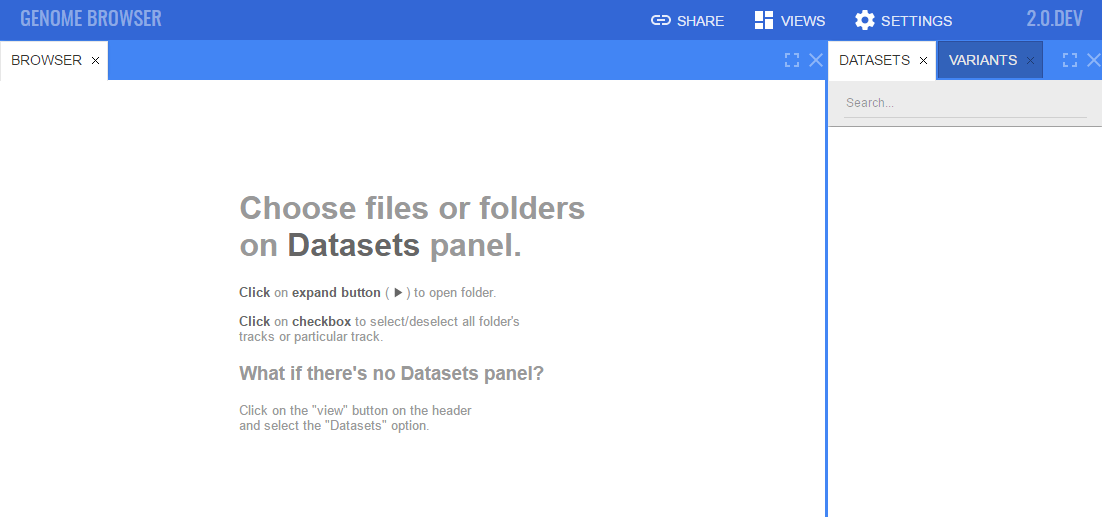 GENOME BROWSER
SHARE
VIEWS
SETTINGS
2.0.DEV
BROWSER
DATASETS
VARIANTS
Search...
Choose files or folders
on Datasets panel.
Click on expand button ( ▶ ) to open folder.
Click on checkbox to select/deselect all folder's
tracks or particular track.
What if there's no Datasets panel?
Click on the "view" button on the header
and select the "Datasets" option.